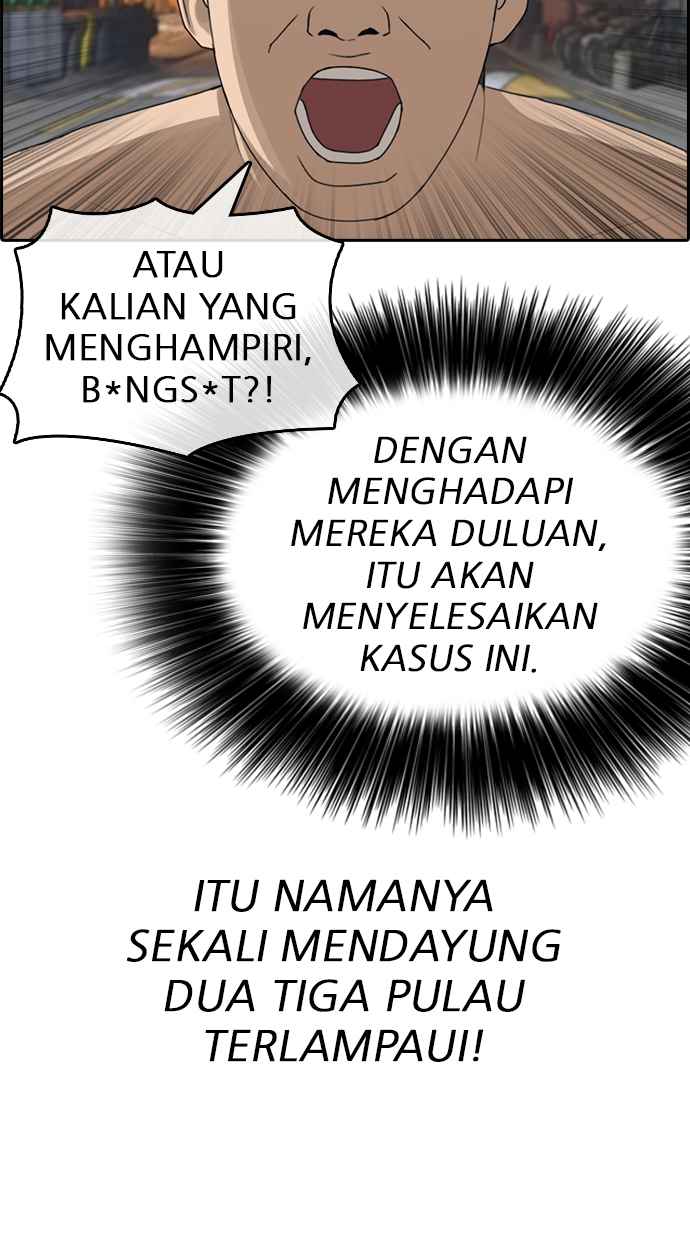 ATAU
KALIAN YANG
MENGHAMPIRI,
B*NGS*T?!
DENGAN
MENGHADAPI
MEREKA DULUAN,
ITU AKAN
MENYELESAIKAN
KASUS INI.
ITU NAMANYA
SEKALI MENDAYUNG
DUA TIGA PULAU
TERLAMPAUI!